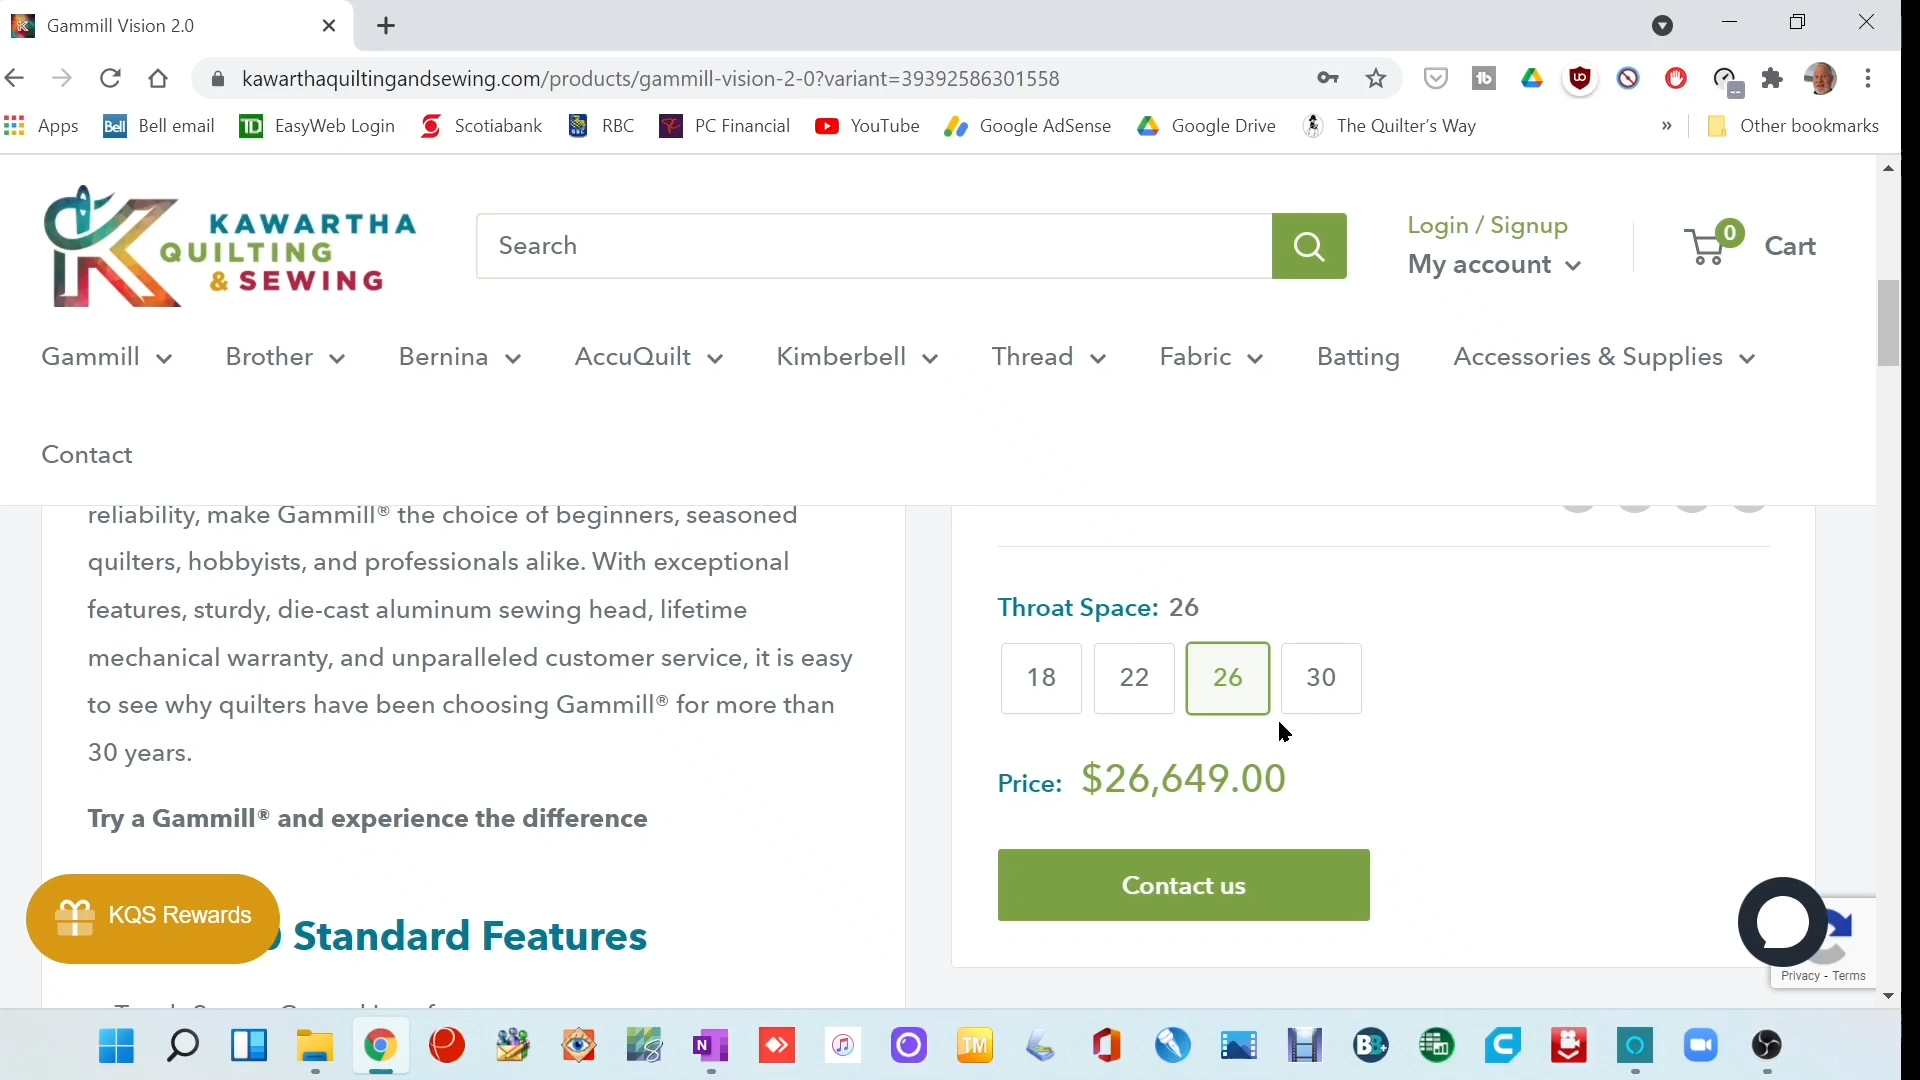 Gammill Vision 2.0
kawarthaquiltingandsewing.com/products/gammill-vision-2-0?variant=39392586301558
Apps Bell Bell email TD EasyWeb Login Scotiabank RBC PC Financial YouTube Google AdSense Google Drive The Quilter's Way » Other bookmarks
KAWARTHA
QUILTING
& SEWING
Search
Login / Signup
My account
0
Cart
Gammill Brother Bernina AccuQuilt Kimberbell Thread Fabric Batting Accessories & Supplies
Contact
reliability, make Gammill® the choice of beginners, seasoned
quilters, hobbyists, and professionals alike. With exceptional
features, sturdy, die-cast aluminum sewing head, lifetime
mechanical warranty, and unparalleled customer service, it is easy
to see why quilters have been choosing Gammill® for more than
30 years.
Try a Gammill® and experience the difference
Standard Features
KQS Rewards
Throat Space: 26
18 22 26 30
Price: $26,649.00
Contact us
Privacy - Terms